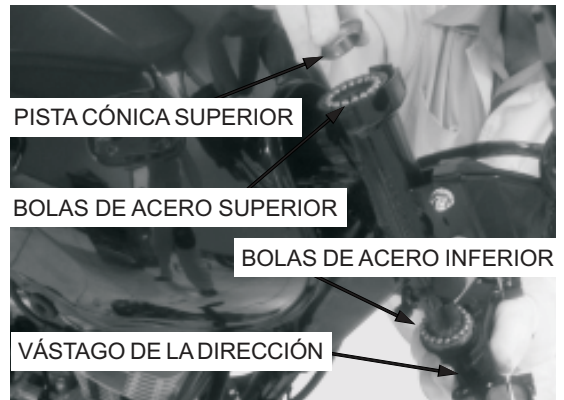 PISTA CÓNICA SUPERIOR
BOLAS DE ACERO SUPERIOR
BOLAS DE ACERO INFERIOR
VÁSTAGO DE LA DIRECCIÓN